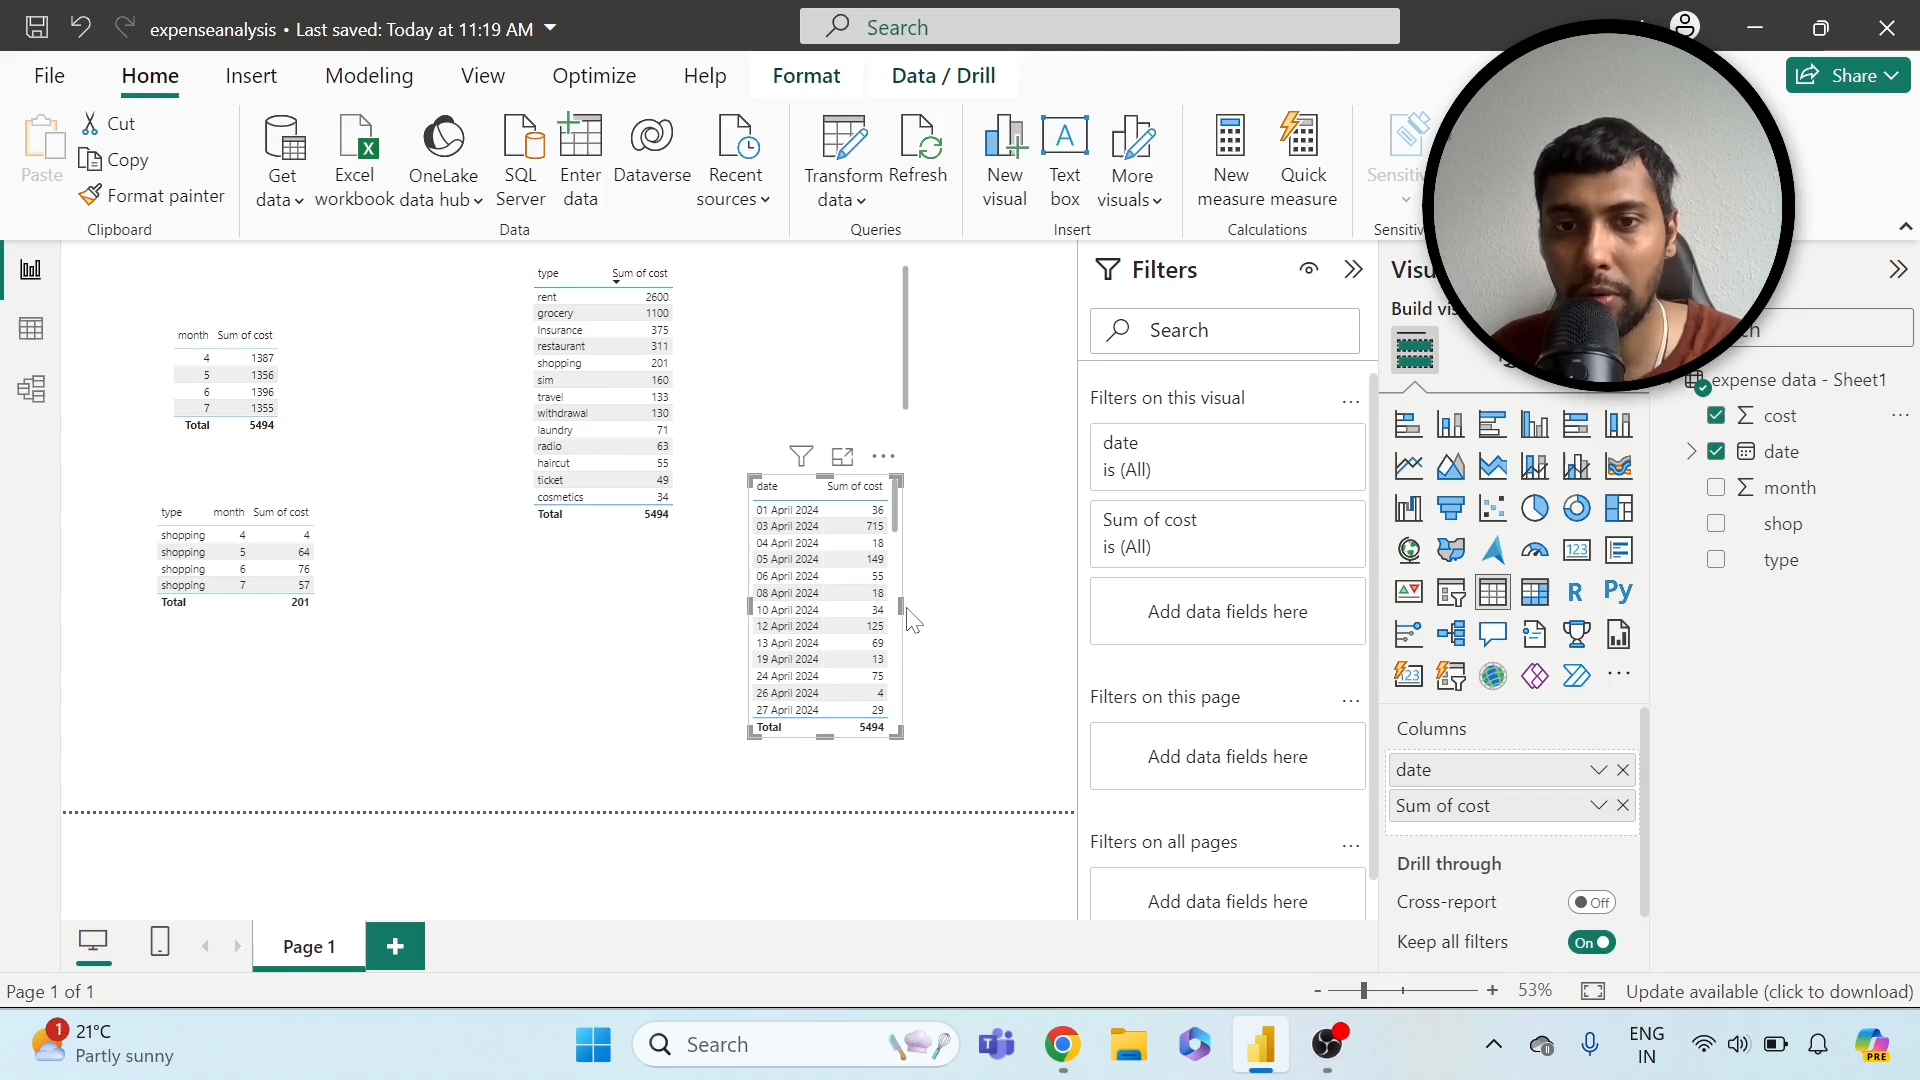 expenseanalysis • Last saved: Today at 11:19 AM
Search
File Home Insert Modeling View Optimize Help Format Data / Drill
Share
Paste
Cut
Copy
Format painter
Clipboard
Get data
Excel workbook
OneLake data hub
SQL Server
Enter data
Dataverse
Recent sources
Data
Transform data
Refresh
Queries
New visual
Text box
More visuals
Insert
New measure
Quick measure
Calculations
month Sum of cost
4 1387
5 1356
6 1396
7 1355
Total 5494
type month Sum of cost
shopping 4 4
shopping 5 64
shopping 6 76
shopping 7 57
Total 201
type Sum of cost
rent 2600
grocery 1100
Insurance 375
restaurant 311
shopping 201
sim 160
travel 133
withdrawal 130
laundry 71
radio 63
haircut 55
ticket 49
cosmetics 34
Total 5494
date Sum of cost
01 April 2024 36
03 April 2024 715
04 April 2024 18
05 April 2024 149
06 April 2024 55
08 April 2024 18
10 April 2024 34
12 April 2024 125
13 April 2024 69
19 April 2024 13
24 April 2024 75
26 April 2024 4
27 April 2024 29
Total 5494
Filters
Search
Filters on this visual
date
is (All)
Sum of cost
is (All)
Add data fields here
Filters on this page
Add data fields here
Filters on all pages
Add data fields here
123
R
Py
123
Columns
date
Sum of cost
Drill through
Cross-report
Off
Keep all filters
On
expense data - Sheet1
cost
date
month
shop
type
Page 1
Page 1 of 1
53%
Update available (click to download)
1
21°C
Partly sunny
Search
ENG
IN
PRE